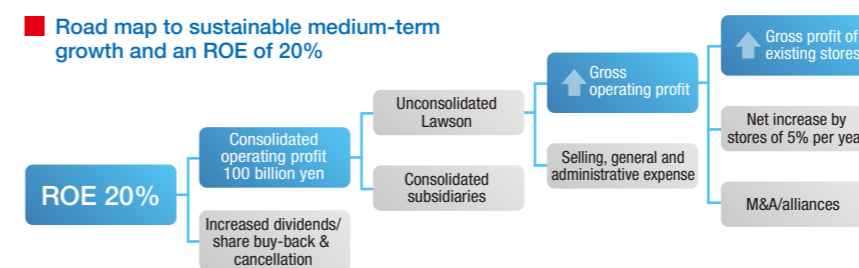 Road map to sustainable medium-term
growth and an ROE of 20%
ROE 20%
Consolidated
operating profit
100 billion yen
Increased dividends/
share buy-back &
cancellation
Unconsolidated
Lawson
Consolidated
subsidiaries
Gross
operating profit
Selling, general and
administrative expense
Gross profit of
existing stores
Net increase by
stores of 5% per yea
M&A/alliances